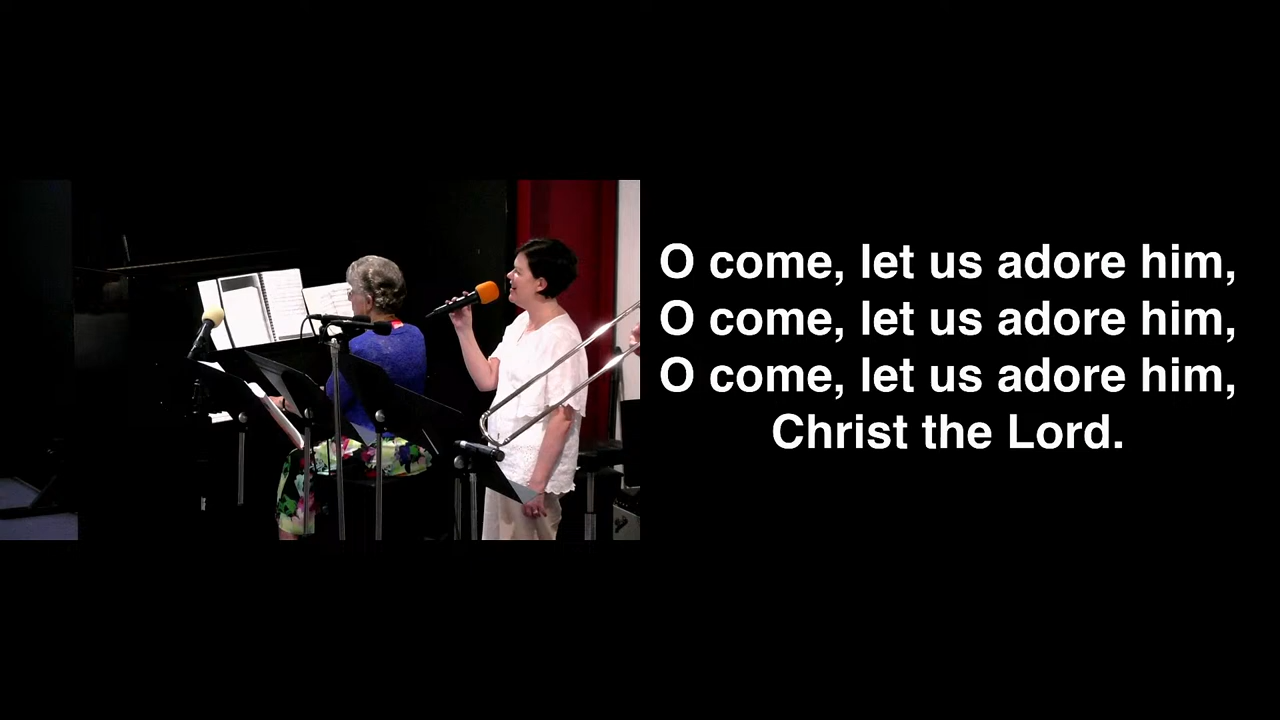 O come, let us adore him,
O come, let us adore him,
O come, let us adore him,
Christ the Lord.